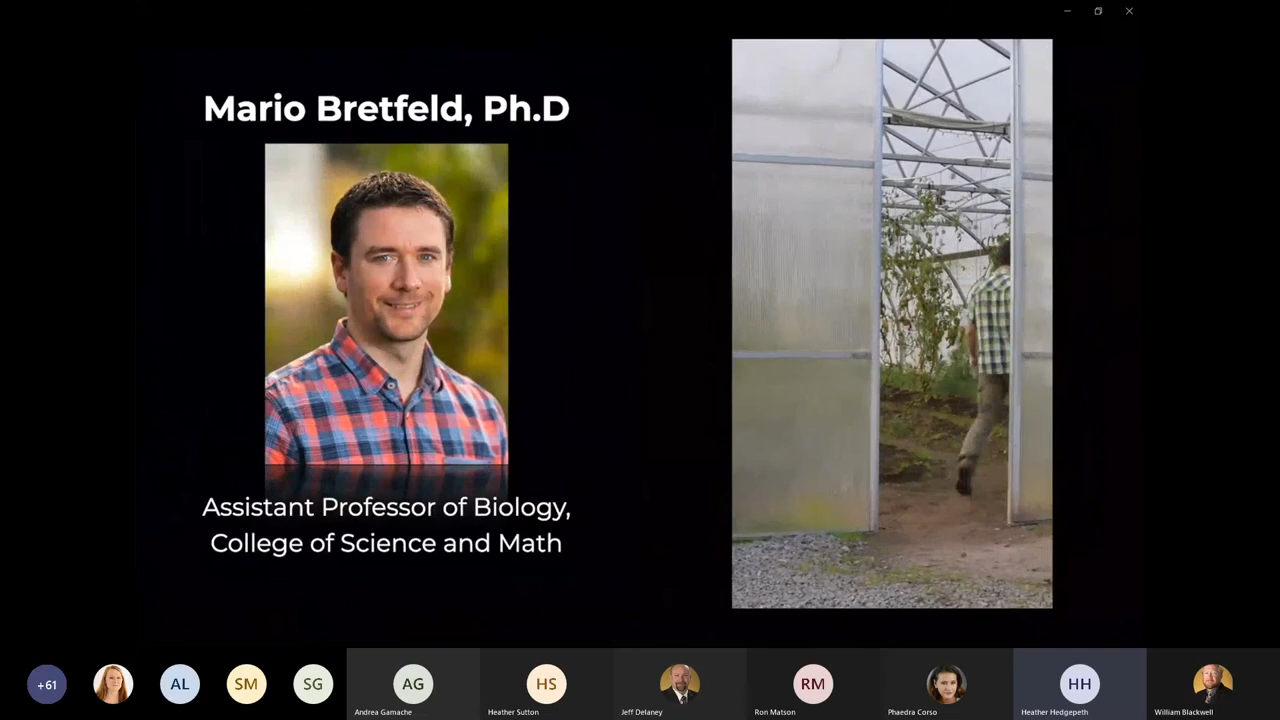 Mario Bretfeld, Ph.D
Assistant Professor of Biology,
College of Science and Math
+61
AL
SM
SG
AG
HS
RM
HH
Andrea Gamache
Heather Sutton
Jeff Delaney
Ron Matson
Phaedra Corso
Heather Hedgepeth
William Blackwell